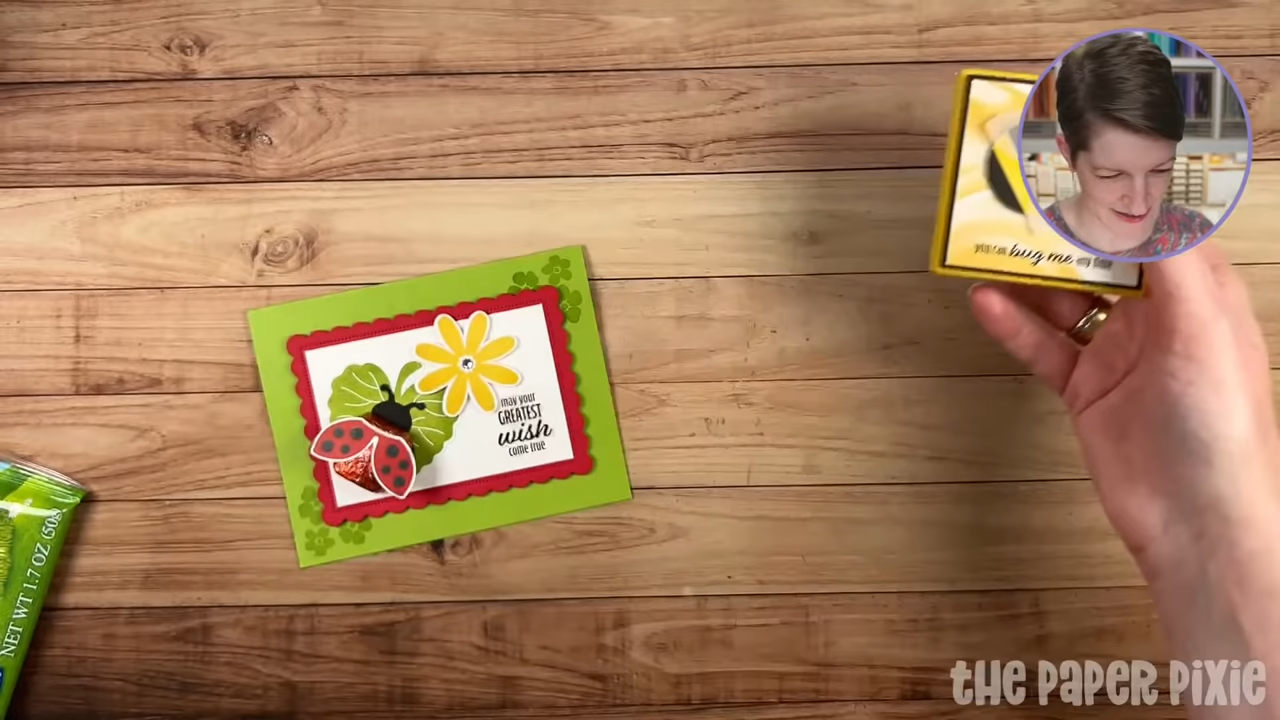 you can bug me any time
may your
GREATEST
wish
come true
NET WT 1.7 OZ (50g
THE PAPER PIXIE